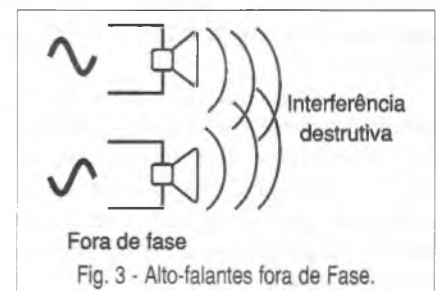 Interferência
destrutiva
Fora de fase
Fig. 3 - Alto-falantes fora de Fase.